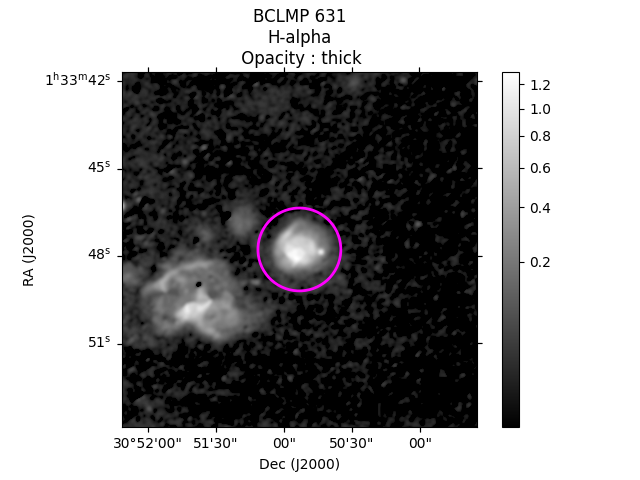 BCLMP 631
H-alpha
Opacity : thick
1h33m42s
45s
48s
51s
RA (J2000)
30°52'00" 51'30" 00" 50'30" 00"
Dec (J2000)
1.2
1.0
0.8
0.6
0.4
0.2